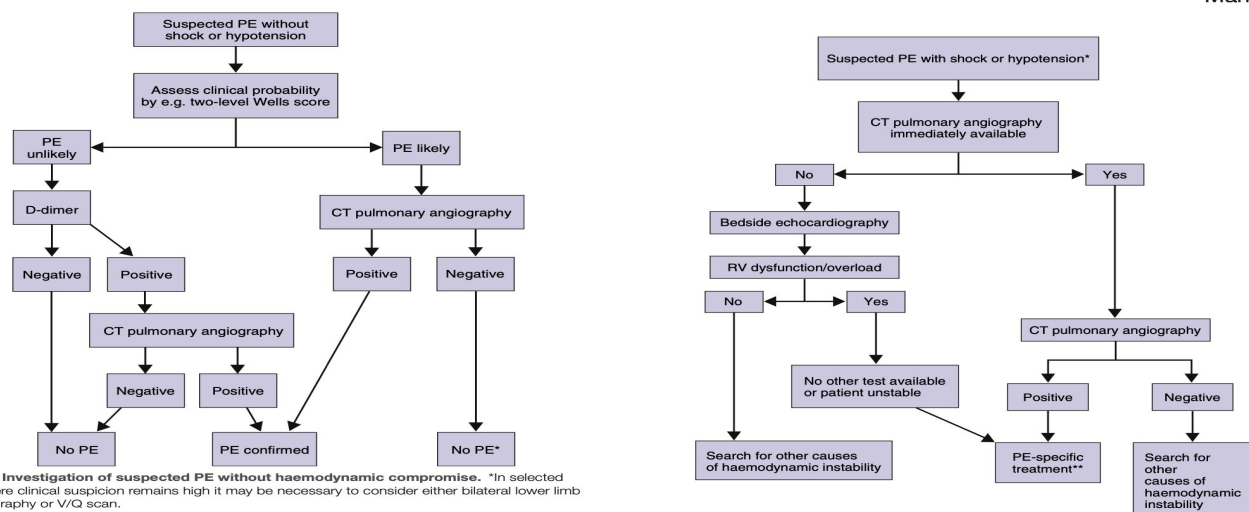 Suspected PE without
shock or hypotension
Assess clinical probability
by e.g. two-level Wells score
PE
unlikely
PE likely
D-dimer
CT pulmonary angiography
Negative
Positive
Positive
Negative
CT pulmonary angiography
Negative
Positive
No PE
PE confirmed
No PE*
Investigation of suspected PE without haemodynamic compromise. *In selected
clinical suspicion remains high it may be necessary to consider either bilateral lower limb
or V/Q scan.
Suspected PE with shock or hypotension*
CT pulmonary angiography
immediately available
No
Yes
Bedside echocardiography
RV dysfunction/overload
No
Yes
CT pulmonary angiography
No other test available
or patient unstable
Positive
Negative
Search for other causes
of haemodynamic instability
PE-specific
treatment**
Search for
other
causes of
haemodynamic
instability